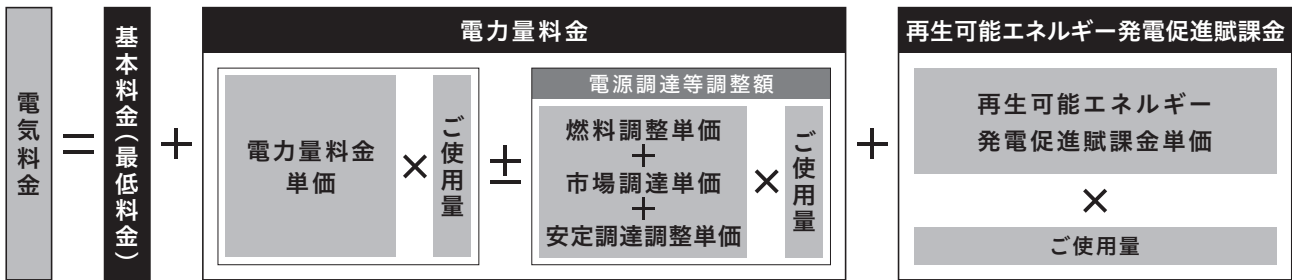 電気料金
=
基本料金(最低料金)
+
電力量料金
電力量料金
単価
×
ご使用量
±
電源調達等調整額
燃料調整単価
+
市場調達単価
+
安定調達調整単価
×
ご使用量
+
再生可能エネルギー発電促進賦課金
再生可能エネルギー
発電促進賦課金単価
×
ご使用量